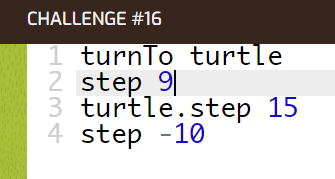 CHALLENGE #16
1 turnTo turtle
2 step 9
3 turtle.step 15
4 step -10